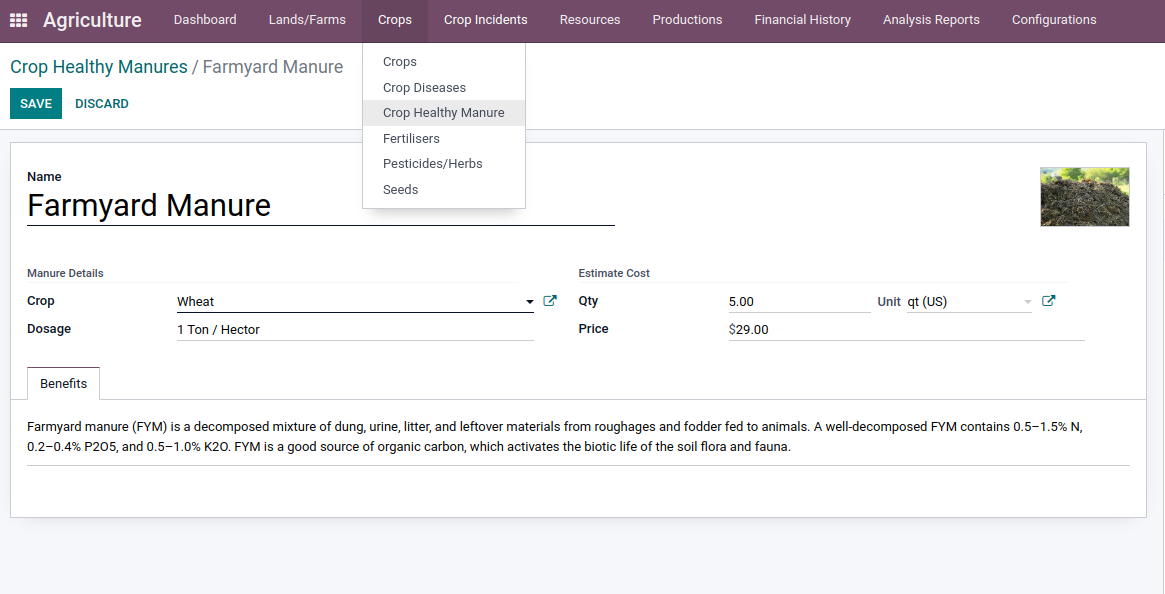 Agriculture Dashboard Lands/Farms Crops Crop Incidents Resources Productions Financial History Analysis Reports Configurations
Crops
Crop Diseases
Crop Healthy Manure
Fertilisers
Pesticides/Herbs
Seeds
Crop Healthy Manures / Farmyard Manure
SAVE DISCARD
Name
Farmyard Manure
Manure Details
Crop Wheat
Dosage 1 Ton / Hector
Estimate Cost
Qty 5.00 Unit qt (US)
Price $29.00
Benefits
Farmyard manure (FYM) is a decomposed mixture of dung, urine, litter, and leftover materials from roughages and fodder fed to animals. A well-decomposed FYM contains 0.5–1.5% N,
0.2–0.4% P2O5, and 0.5–1.0% K2O. FYM is a good source of organic carbon, which activates the biotic life of the soil flora and fauna.